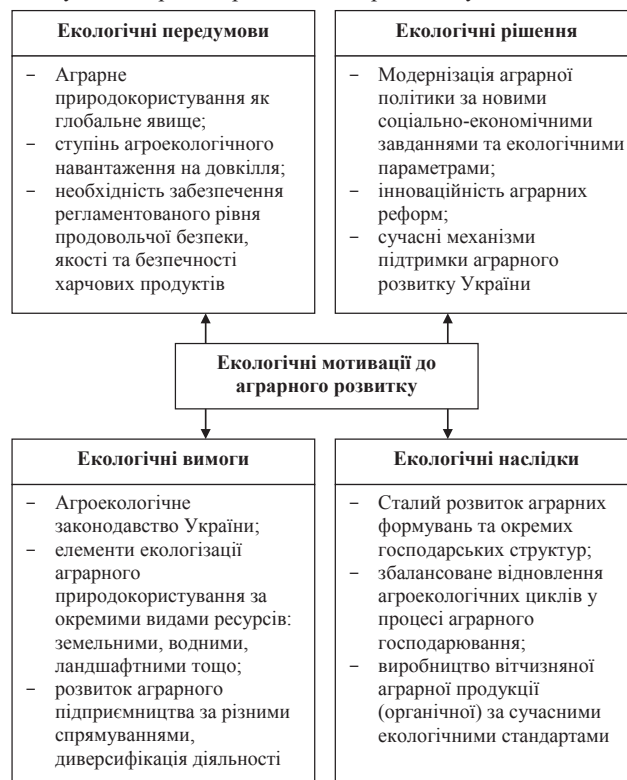 Екологічні передумови
– Аграрне
природокористування як
глобальне явище;
– ступінь агроекологічного
навантаження на довкілля;
– необхідність забезпечення
регламентованого рівня
продовольчої безпеки,
якості та безпечності
харчових продуктів
Екологічні рішення
– Модернізація аграрної
політики за новими
соціально-економічними
завданнями та екологічними
параметрами;
– інноваційність аграрних
реформ;
– сучасні механізми
підтримки аграрного
розвитку України
Екологічні мотивації до
аграрного розвитку
Екологічні вимоги
– Агроекологічне
законодавство України;
– елементи екологізації
аграрного
природокористування за
окремими видами ресурсів:
земельними, водними,
ландшафтними тощо;
– розвиток аграрного
підприємництва за різними
спрямуваннями,
диверсифікація діяльності
Екологічні наслідки
– Сталий розвиток аграрних
формувань та окремих
господарських структур;
– збалансоване відновлення
агроекологічних циклів у
процесі аграрного
господарювання;
– виробництво вітчизняної
аграрної продукції
(органічної) за сучасними
екологічними стандартами